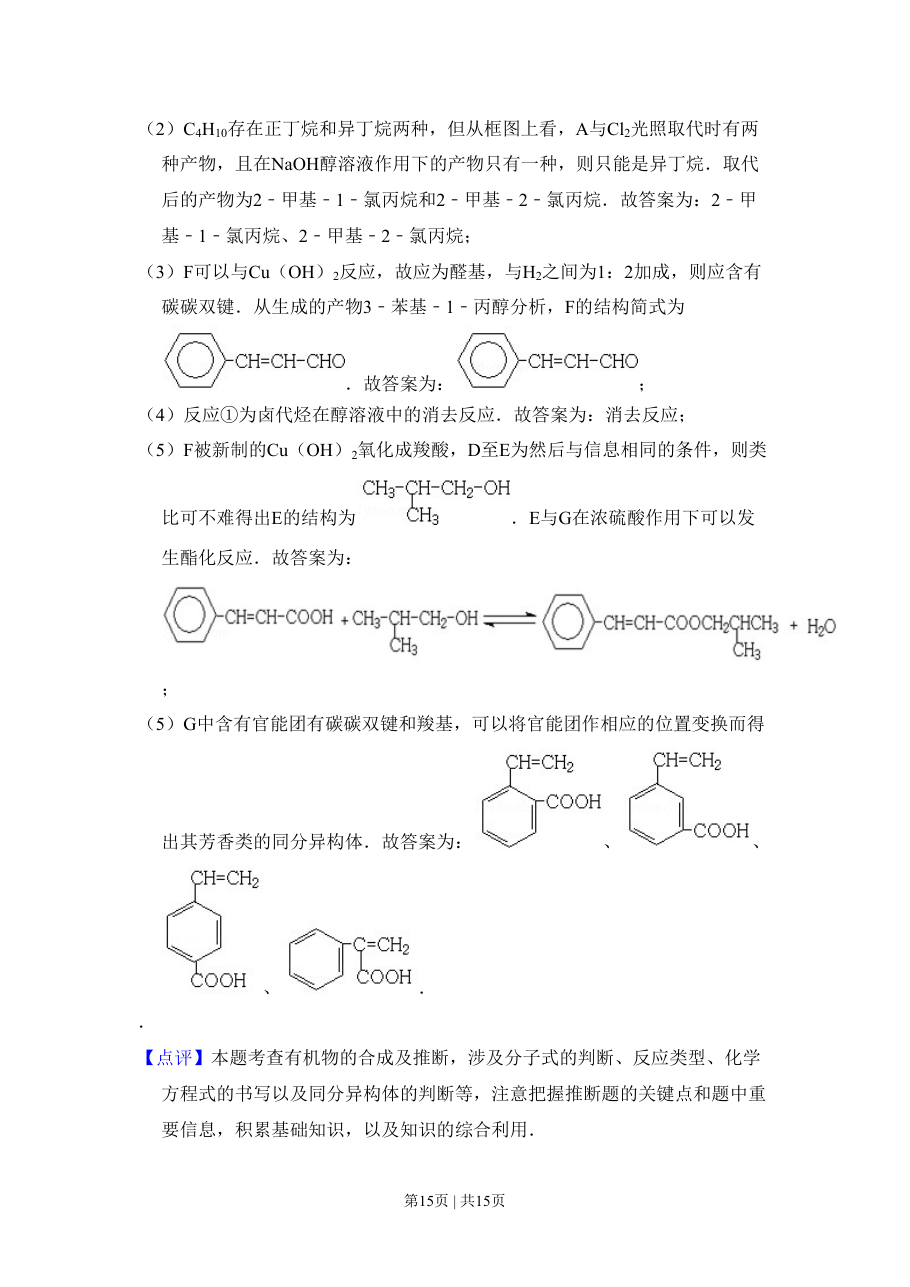 （2）C4H10存在正丁烷和异丁烷两种，但从框图上看，A与Cl2光照取代时有两
种产物，且在NaOH醇溶液作用下的产物只有一种，则只能是异丁烷．取代
后的产物为2﹣甲基﹣1﹣氯丙烷和2﹣甲基﹣2﹣氯丙烷．故答案为：2﹣甲
基﹣1﹣氯丙烷、2﹣甲基﹣2﹣氯丙烷；
（3）F可以与Cu（OH）2反应，故应为醛基，与H2之间为1：2加成，则应含有
碳碳双键．从生成的产物3﹣苯基﹣1﹣丙醇分析，F的结构简式为
CH=CH-CHO ．故答案为： CH=CH-CHO ；
（4）反应①为卤代烃在醇溶液中的消去反应．故答案为：消去反应；
（5）F被新制的Cu（OH）2氧化成羧酸，D至E为然后与信息相同的条件，则类
CH3-CH-CH2-OH
比可不难得出E的结构为 CH3 ．E与G在浓硫酸作用下可以发
生酯化反应．故答案为：
CH=CH-COOH + CH3-CH-CH2-OH ⇌ CH=CH-COOCH2CHCH3 + H2O
CH3 CH3
；
（5）G中含有官能团有碳碳双键和羧基，可以将官能团作相应的位置变换而得
CH=CH2 CH=CH2
COOH COOH
出其芳香类的同分异构体．故答案为： 、 、
CH=CH2
C=CH2
COOH 、 COOH ．
．
【点评】本题考查有机物的合成及推断，涉及分子式的判断、反应类型、化学
方程式的书写以及同分异构体的判断等，注意把握推断题的关键点和题中重
要信息，积累基础知识，以及知识的综合利用．
第15页 | 共15页